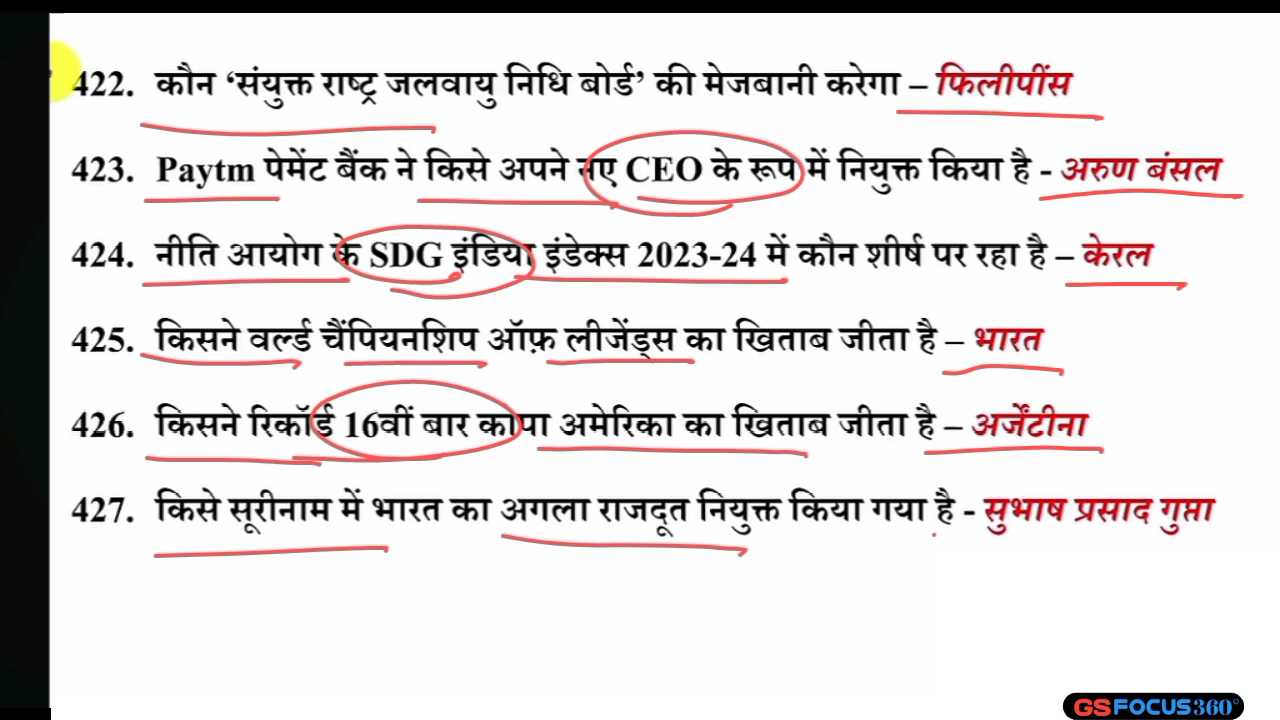 422. कौन ‘संयुक्त राष्ट्र जलवायु निधि बोर्ड’ की मेजबानी करेगा – फिलीपींस
423. Paytm पेमेंट बैंक ने किसे अपने नए CEO के रूप में नियुक्त किया है - अरुण बंसल
424. नीति आयोग के SDG इंडिया इंडेक्स 2023-24 में कौन शीर्ष पर रहा है – केरल
425. किसने वर्ल्ड चैंपियनशिप ऑफ़ लीजेंड्स का खिताब जीता है – भारत
426. किसने रिकॉर्ड 16वीं बार कोपा अमेरिका का खिताब जीता है – अर्जेंटीना
427. किसे सूरीनाम में भारत का अगला राजदूत नियुक्त किया गया है - सुभाष प्रसाद गुप्ता
GSFOCUS360°